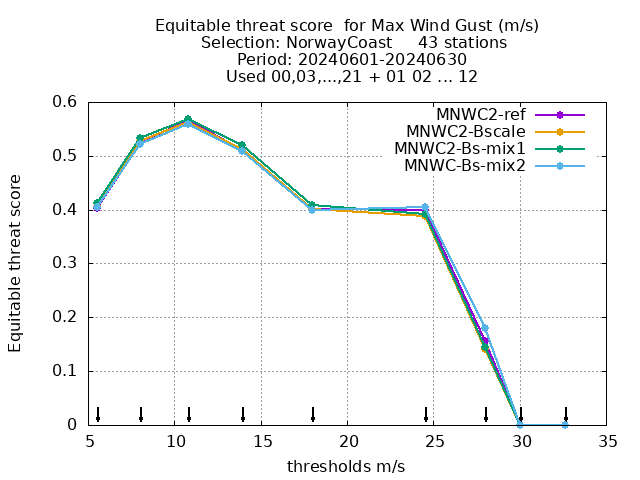 Equitable threat score  for Max Wind Gust (m/s)
Selection: NorwayCoast     43 stations
Period: 20240601-20240630
Used 00,03,...,21 + 01 02 ... 12
MNWC2-ref
MNWC2-Bscale
MNWC2-Bs-mix1
MNWC-Bs-mix2
Equitable threat score
0.6
0.5
0.4
0.3
0.2
0.1
0
5 10 15 20 25 30 35
thresholds m/s